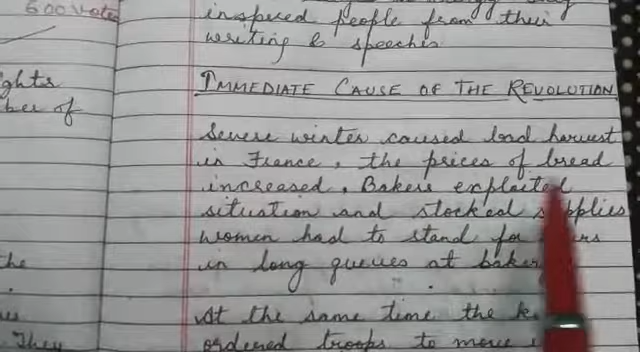 600 votes
inspired people from their
writing & speeches
ights
ber of
IMMEDIATE CAUSE OF THE REVOLUTION
Severe winter caused bad harvest
in France, the prices of bread
increased. Bakers exploited
situation and stocked supplies
women had to stand for
in long queues at
the
At the same time the
They
ordered troops to move